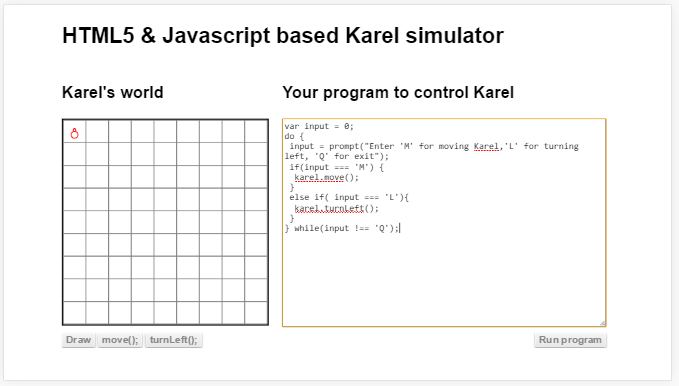 HTML5 & Javascript based Karel simulator
Karel's world
Your program to control Karel
var input = 0;
do {
input = prompt("Enter 'M' for moving Karel,'L' for turning
left, 'Q' for exit");
if(input === 'M') {
karel.move();
}
else if( input === 'L'){
karel.turnLeft();
}
} while(input !== 'Q');
Draw move(); turnLeft(); Run program